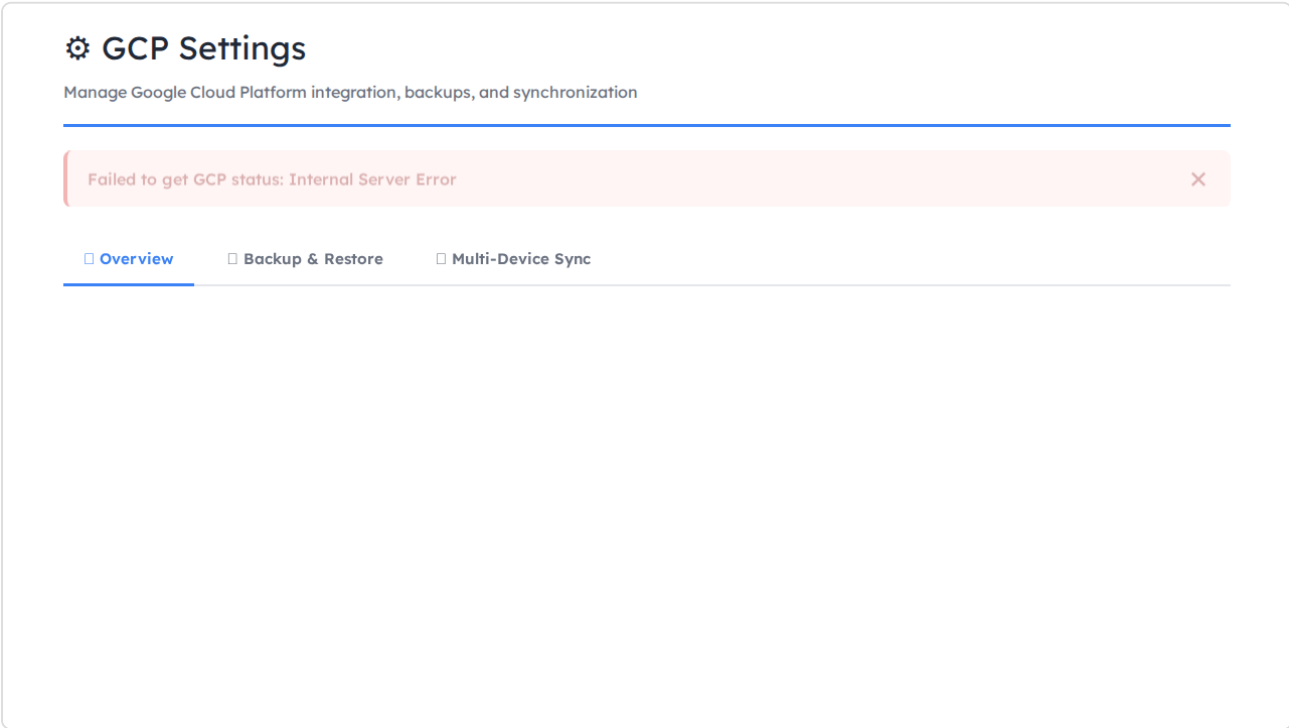 ⚙ GCP Settings
Manage Google Cloud Platform integration, backups, and synchronization
Failed to get GCP status: Internal Server Error ✕
Overview Backup & Restore Multi-Device Sync